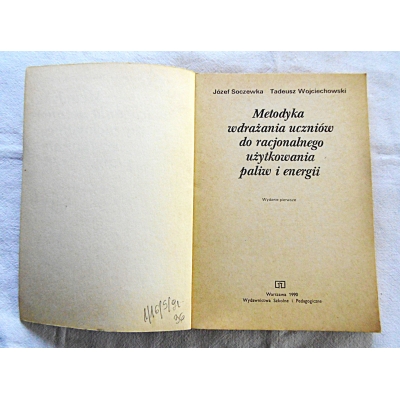 Józef Soczewka Tadeusz Wojciechowski
Metodyka
wdrażania uczniów
do racjonalnego
użytkowania
paliw i energii
Wydanie pierwsze
Warszawa 1990
Wydawnictwa Szkolne i Pedagogiczne